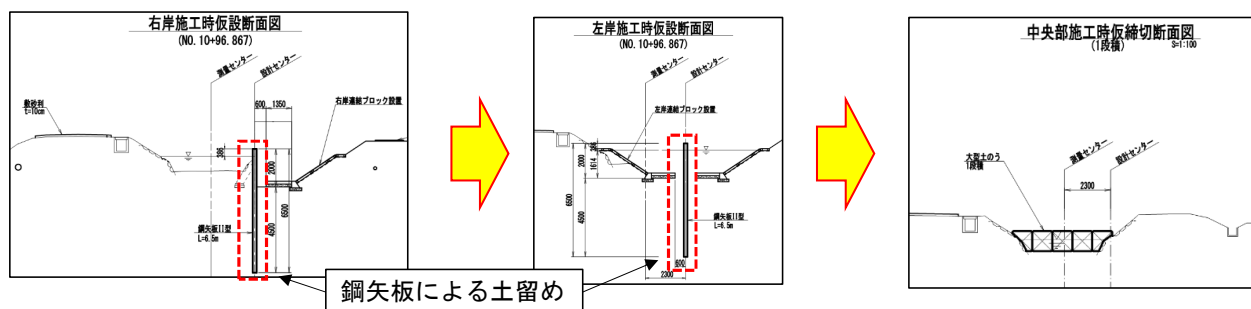 右岸施工時仮設断面図
(NO. 10+96. 867)
測量センター
設計センター
600
1350
敷砂利
t=10cm
右岸連結ブロック設置
386
2000
6500
4500
鋼矢板II型
L=6.5m
左岸施工時仮設断面図
(NO. 10+96. 867)
測量センター
設計センター
左岸連結ブロック設置
386
2000
1614
6500
4500
鋼矢板II型
L=6.5m
600
2300
中央部施工時仮締切断面図
(1段積)
S=1:100
測量センター
設計センター
大型土のう
1段積
2300
鋼矢板による土留め